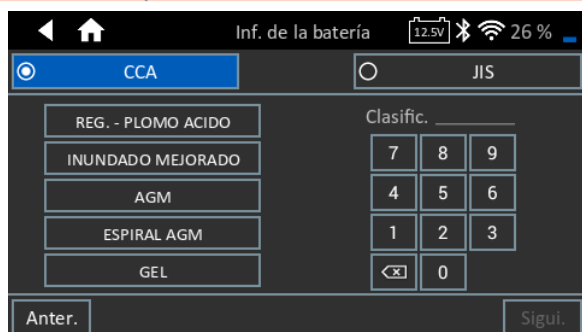 Inf. de la batería 12.5V 26 %
CCA JIS
REG. - PLOMO ACIDO
INUNDADO MEJORADO
AGM
ESPIRAL AGM
GEL
Clasific.
7 8 9
4 5 6
1 2 3
0
Anter. Sigui.